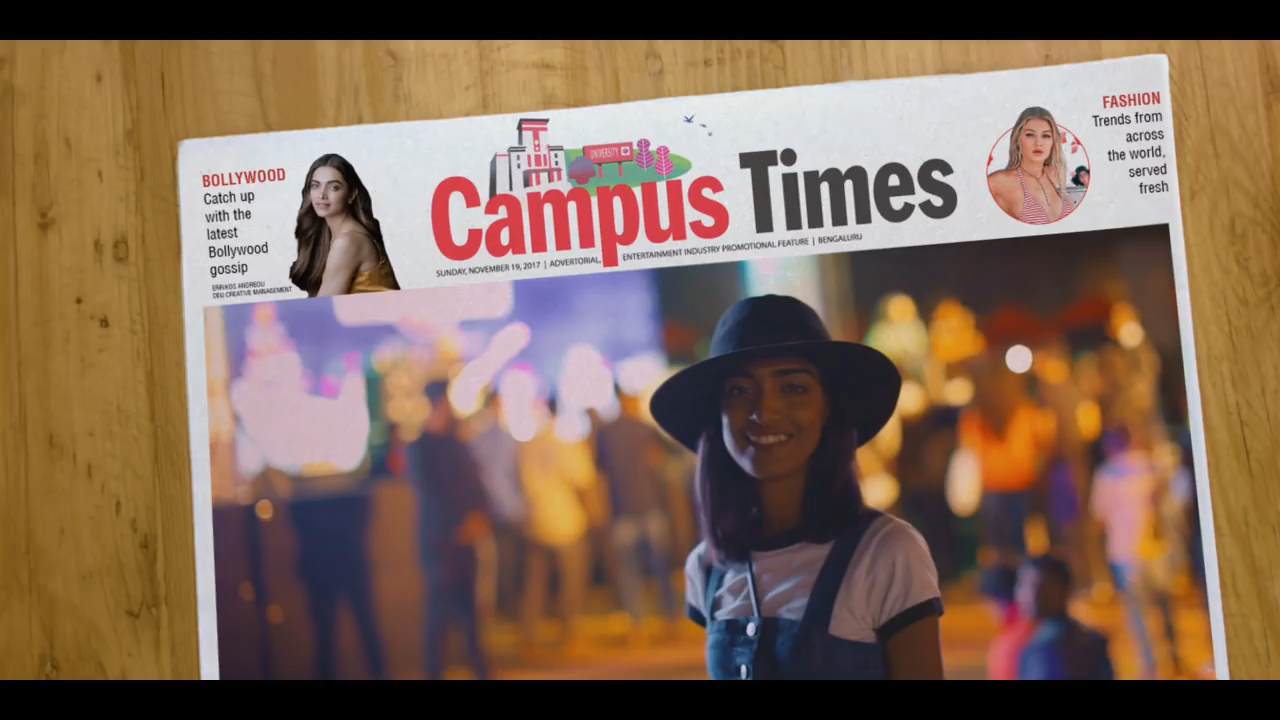 BOLLYWOOD
Catch up
with the
latest
Bollywood
gossip
ERRIKOS ANDREOU
DEU CREATIVE MANAGEMENT
UNIVERSITY
Campus Times
SUNDAY, NOVEMBER 19, 2017 | ADVERTORIAL, ENTERTAINMENT INDUSTRY PROMOTIONAL FEATURE | BENGALURU
FASHION
Trends from
across
the world,
served
fresh